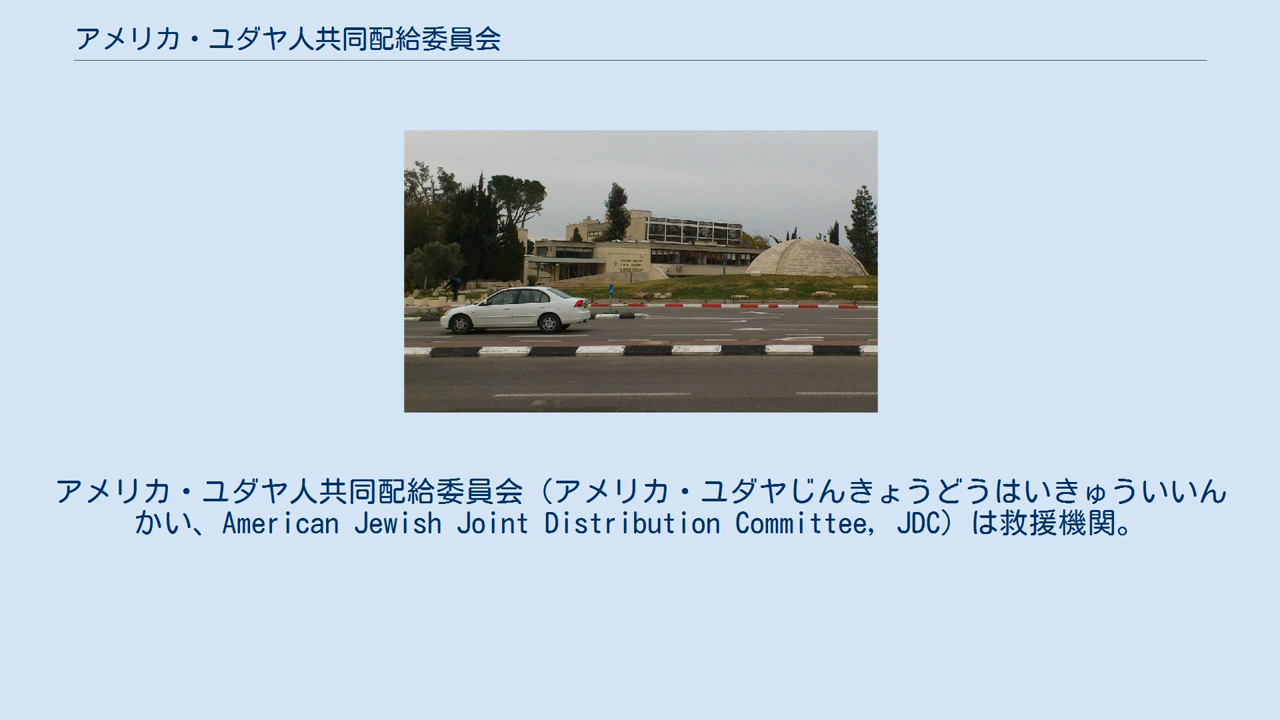 アメリカ・ユダヤ人共同配給委員会
アメリカ・ユダヤ人共同配給委員会（アメリカ・ユダヤじんきょうどうはいきゅういいん
かい、American Jewish Joint Distribution Committee, JDC）は救援機関。